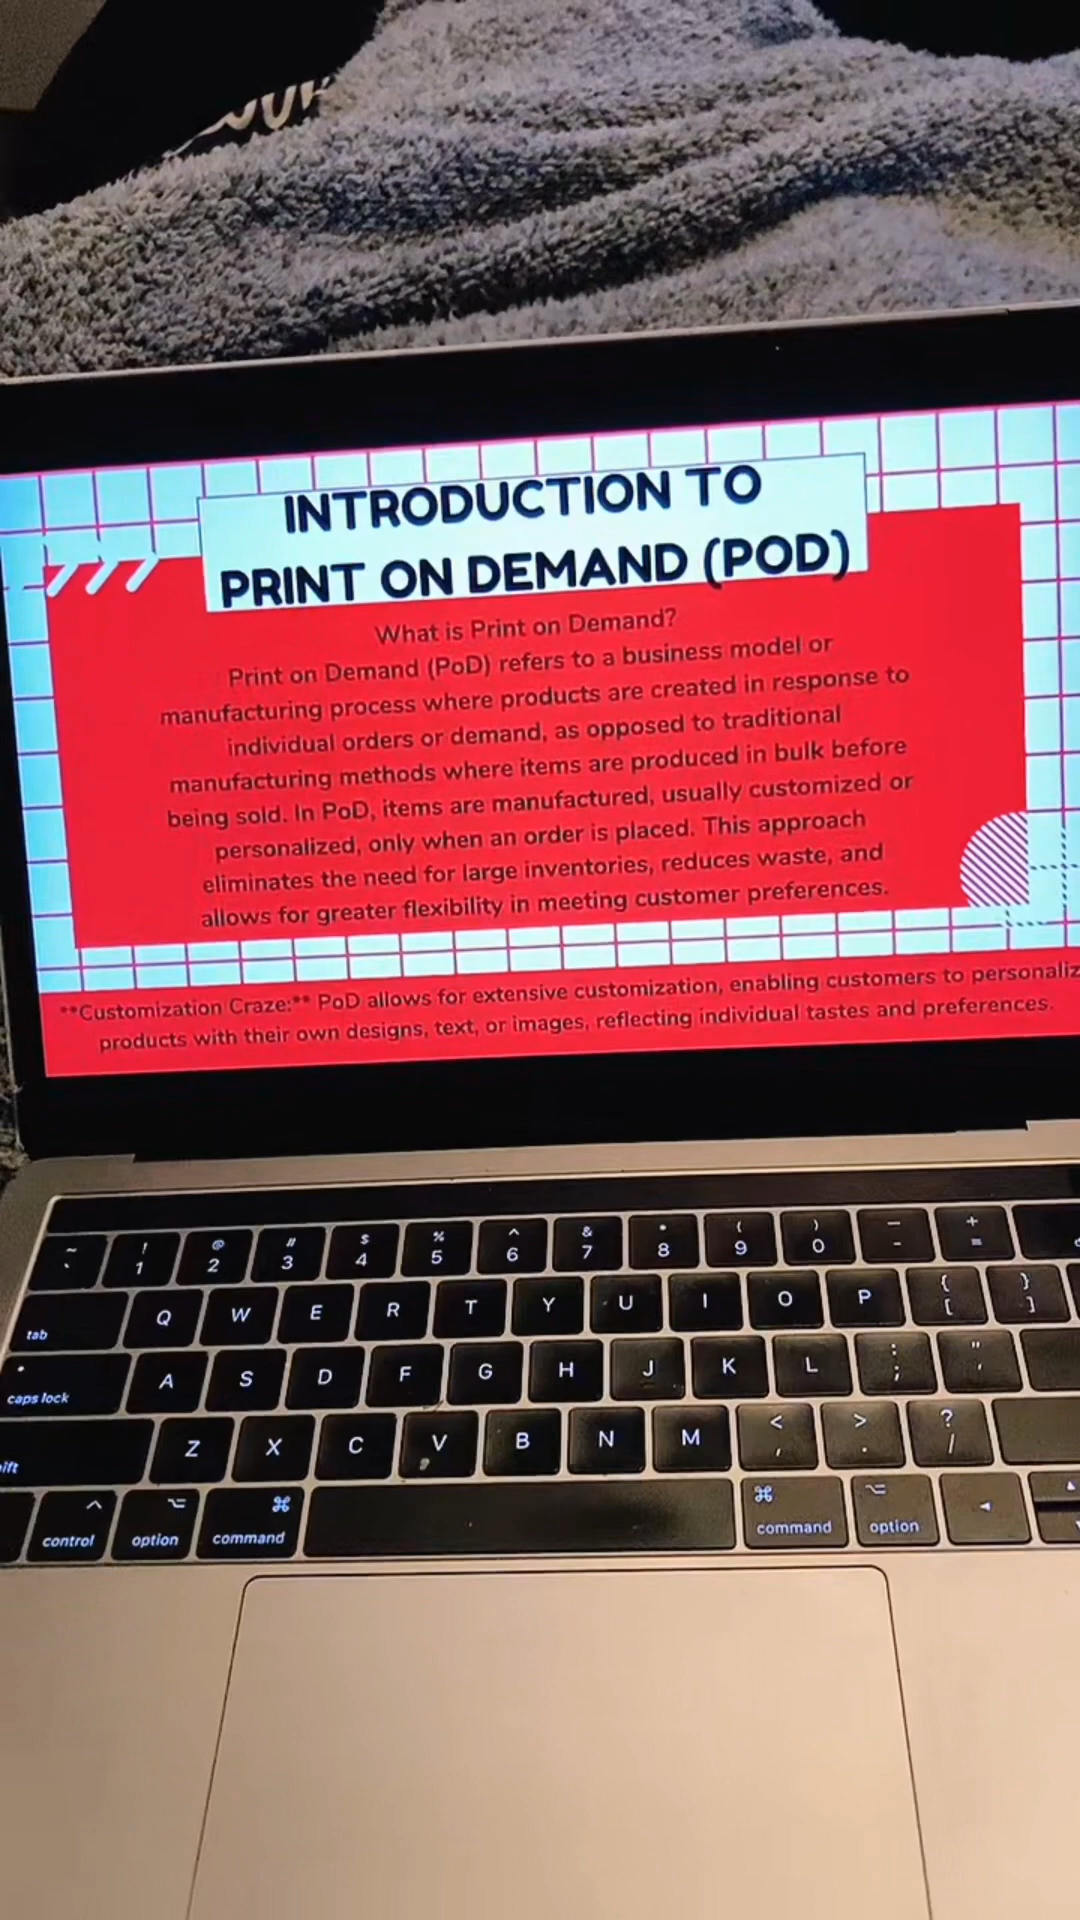 INTRODUCTION TO
PRINT ON DEMAND (POD)
What is Print on Demand?
Print on Demand (PoD) refers to a business model or
manufacturing process where products are created in response to
individual orders or demand, as opposed to traditional
manufacturing methods where items are produced in bulk before
being sold. In PoD, items are manufactured, usually customized or
personalized, only when an order is placed. This approach
eliminates the need for large inventories, reduces waste, and
allows for greater flexibility in meeting customer preferences.
**Customization Craze:** PoD allows for extensive customization, enabling customers to personaliz
products with their own designs, text, or images, reflecting individual tastes and preferences.
~ ! @ # $ % ^ & * ( ) — +
` 1 2 3 4 5 6 7 8 9 0 - =
tab Q W E R T Y U I O P { [ } ]
caps lock A S D F G H J K L : ; " '
ift Z X C V B N M < , > . ? /
control option command command option